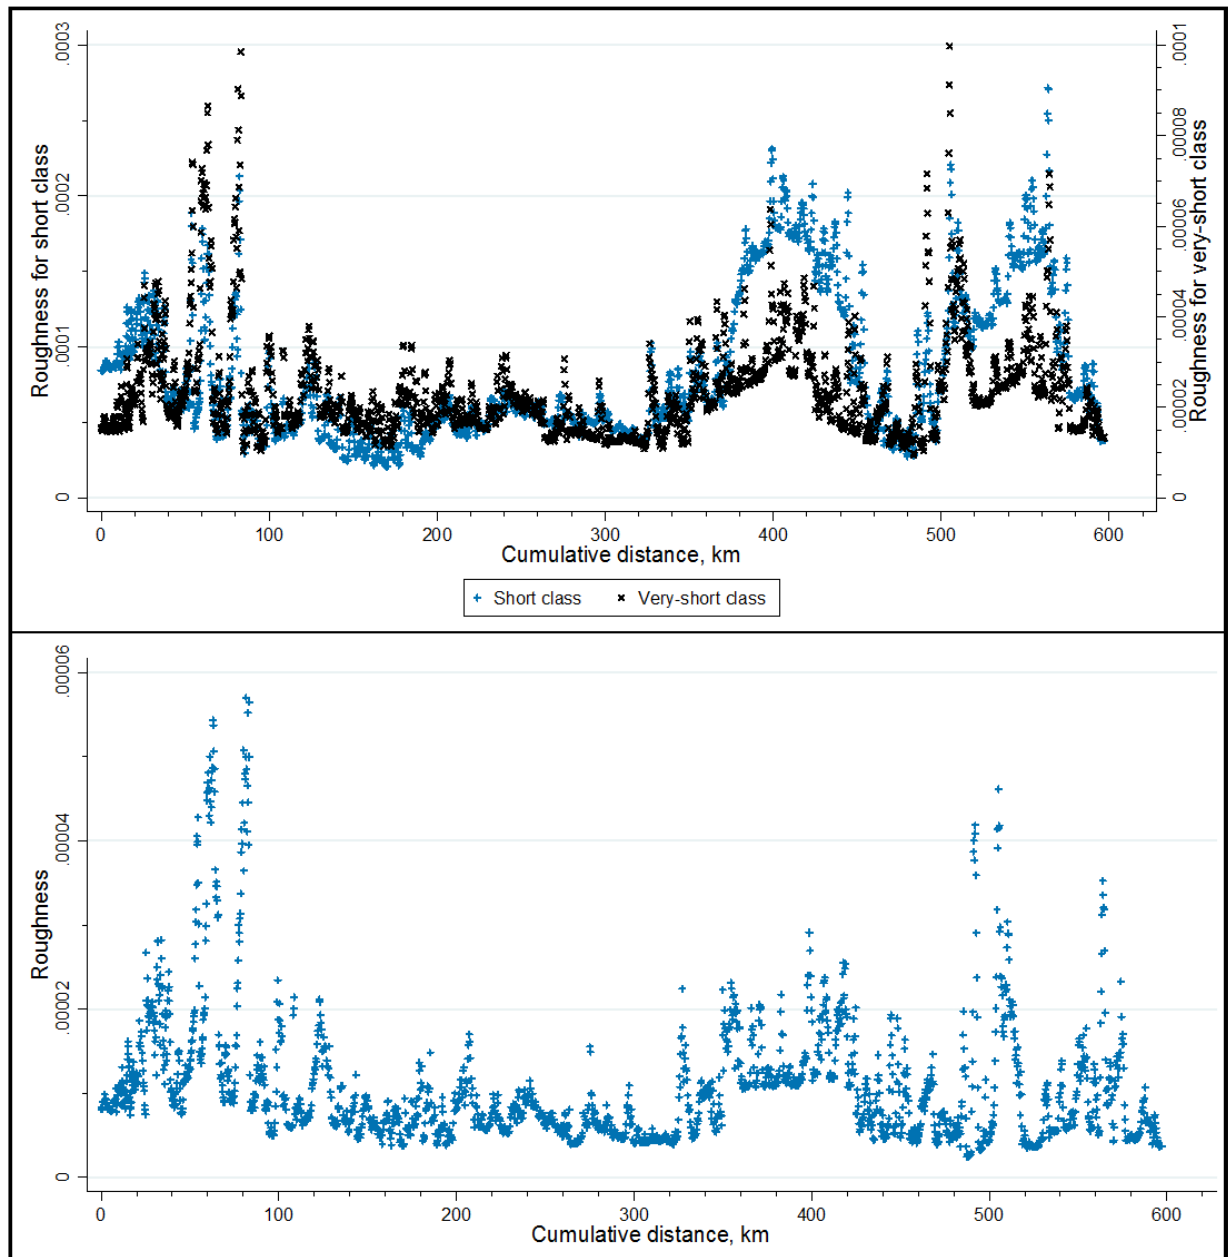 Roughness for short class
.0003
.0002
.0001
0
Roughness for very-short class
.0001
.00008
.00006
.00004
.00002
0
0 100 200 300 400 500 600
Cumulative distance, km
Short class Very-short class
Roughness
.00006
.00004
.00002
0
0 100 200 300 400 500 600
Cumulative distance, km